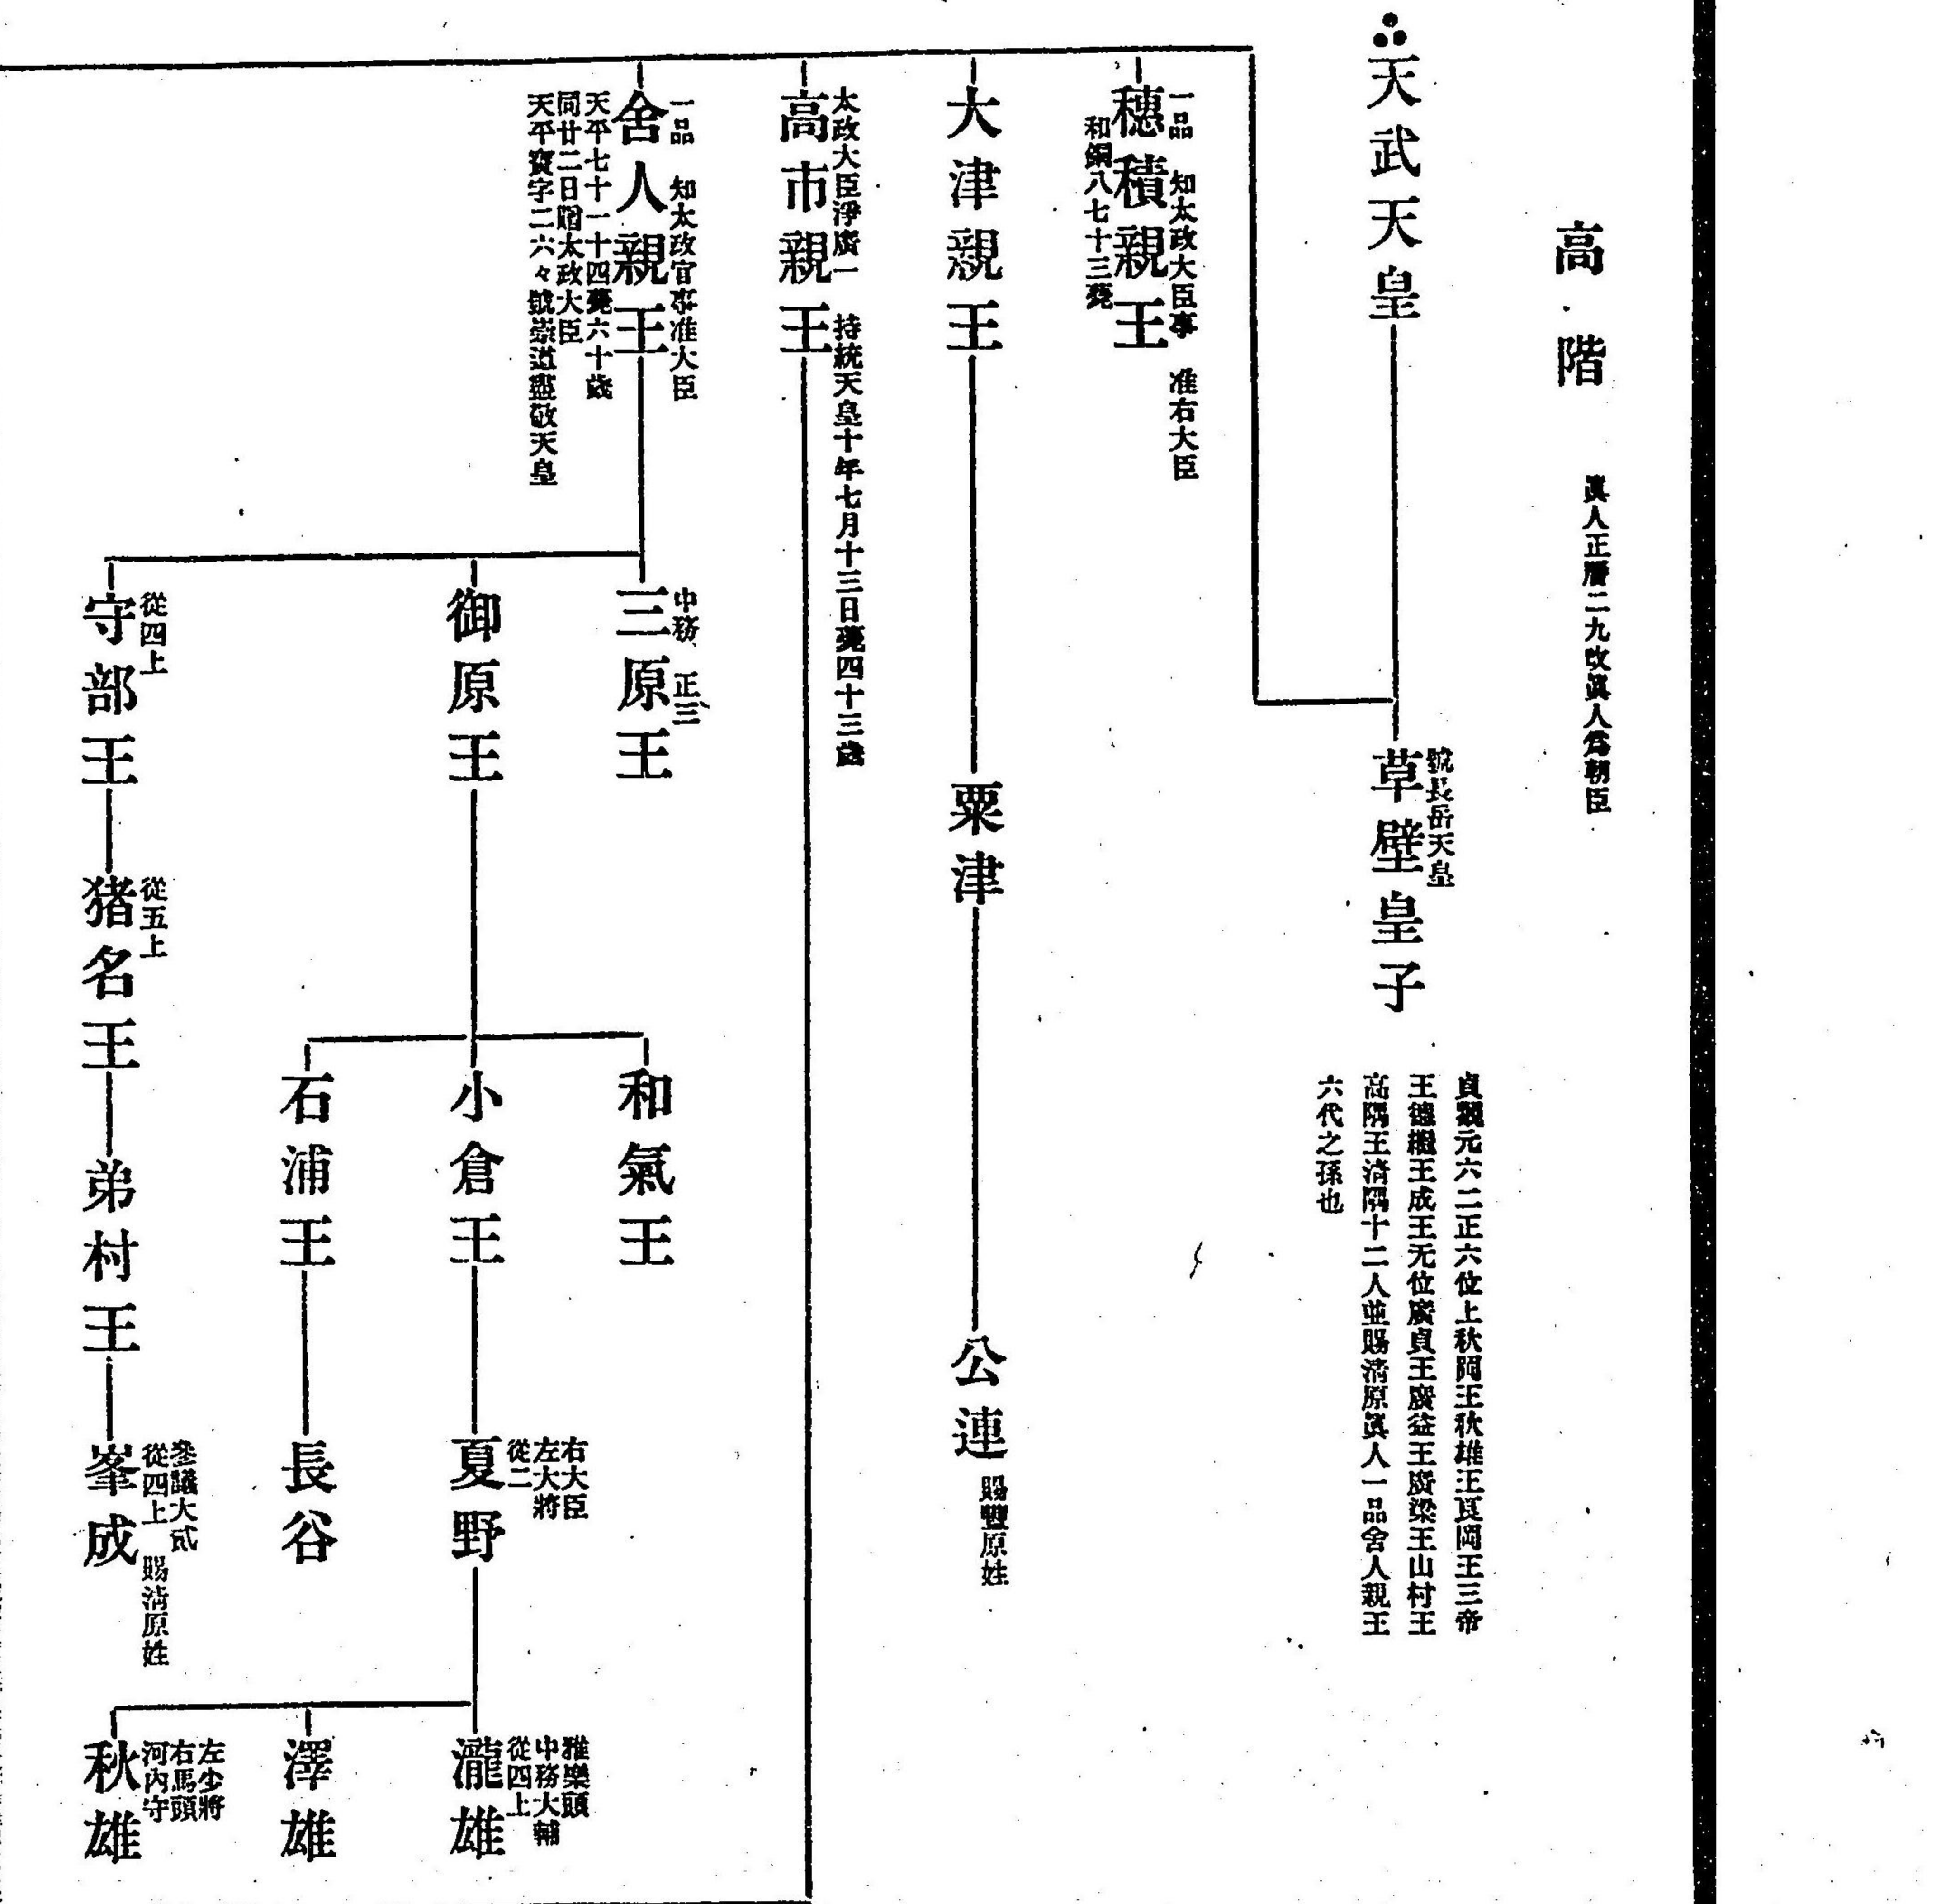 高階
眞人正曆二九改眞人爲朝臣
天武天皇
草壁皇子
號長岳天皇
貞觀元六二正六位上秋岡王秋雄王良岡王三帝
王德機王成王无位廣貞王廣益王廣梁王山村王
高隅王淸隅十二人並賜淸原眞人一品舍人親王
六代之孫也
穗積親王
一品 知太政大臣事 准右大臣
和銅八七十三薨
大津親王
粟津
公連
賜豐原姓
高市親王
太政大臣淨廣一 持統天皇十年七月十三日薨四十三歲
舍人親王
一品 知太政官事准大臣
天平七十一十四薨六十歲
同廿二日贈太政大臣
天平寶字二六々號崇道盡敬天皇
三原王
中務 正三
御原王
和氣王
小倉王
夏野
右大臣
左大將
從二
瀧雄
雅樂頭
中務大輔
從四上
澤雄
秋雄
左少將
右馬頭
河內守
石浦王
長谷
守部王
從四上
猪名王
從五上
弟村王
峯成
參議大貳
從四上 賜淸原姓